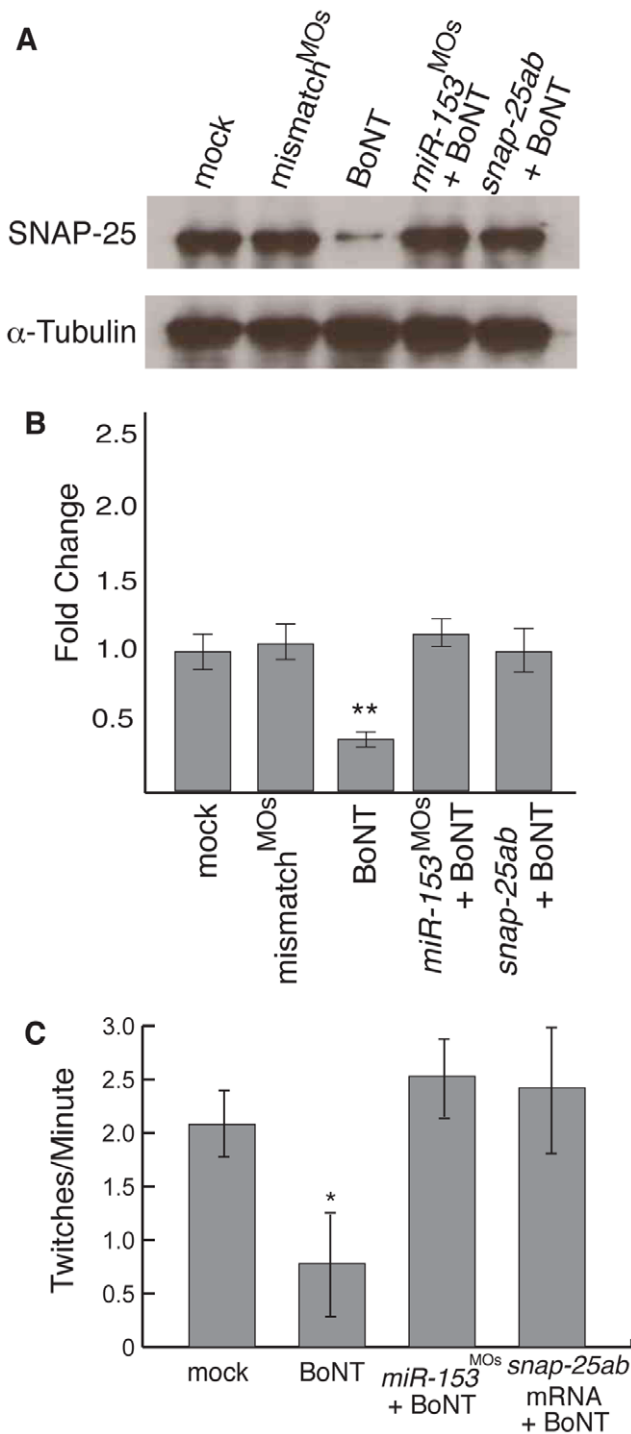 A
mock
mismatch MOs
BoNT
miR-153 MOs
+ BoNT
snap-25ab
+ BoNT
SNAP-25
α-Tubulin
B
Fold Change
2.5
2.0
1.5
1.0
0.5
**
mock
mismatch MOs
BoNT
miR-153 MOs
+ BoNT
snap-25ab
+ BoNT
C
Twitches/Minute
3.0
2.5
2.0
1.5
1.0
0.5
0
*
mock
BoNT
miR-153 MOs
+ BoNT
snap-25ab
mRNA
+ BoNT